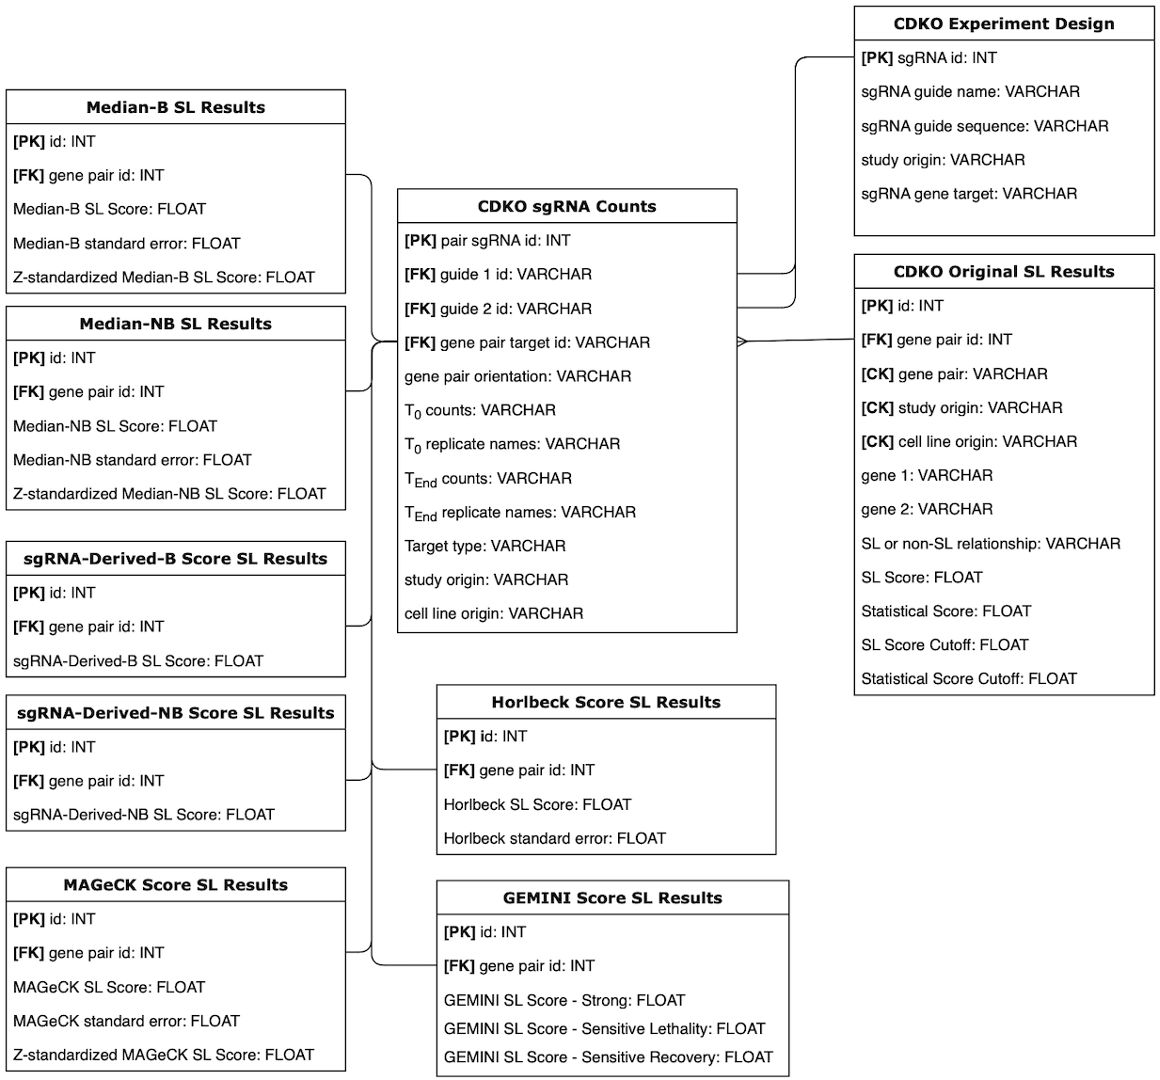 CDKO Experiment Design
[PK] sgRNA id: INT
sgRNA guide name: VARCHAR
sgRNA guide sequence: VARCHAR
study origin: VARCHAR
sgRNA gene target: VARCHAR
Median-B SL Results
[PK] id: INT
[FK] gene pair id: INT
Median-B SL Score: FLOAT
Median-B standard error: FLOAT
Z-standardized Median-B SL Score: FLOAT
CDKO sgRNA Counts
[PK] pair sgRNA id: INT
[FK] guide 1 id: VARCHAR
[FK] guide 2 id: VARCHAR
[FK] gene pair target id: VARCHAR
gene pair orientation: VARCHAR
T0 counts: VARCHAR
T0 replicate names: VARCHAR
TEnd counts: VARCHAR
TEnd replicate names: VARCHAR
Target type: VARCHAR
study origin: VARCHAR
cell line origin: VARCHAR
CDKO Original SL Results
[PK] id: INT
[FK] gene pair id: INT
[CK] gene pair: VARCHAR
[CK] study origin: VARCHAR
[CK] cell line origin: VARCHAR
gene 1: VARCHAR
gene 2: VARCHAR
SL or non-SL relationship: VARCHAR
SL Score: FLOAT
Statistical Score: FLOAT
SL Score Cutoff: FLOAT
Statistical Score Cutoff: FLOAT
Median-NB SL Results
[PK] id: INT
[FK] gene pair id: INT
Median-NB SL Score: FLOAT
Median-NB standard error: FLOAT
Z-standardized Median-NB SL Score: FLOAT
sgRNA-Derived-B Score SL Results
[PK] id: INT
[FK] gene pair id: INT
sgRNA-Derived-B SL Score: FLOAT
sgRNA-Derived-NB Score SL Results
[PK] id: INT
[FK] gene pair id: INT
sgRNA-Derived-NB SL Score: FLOAT
Horlbeck Score SL Results
[PK] id: INT
[FK] gene pair id: INT
Horlbeck SL Score: FLOAT
Horlbeck standard error: FLOAT
MAGeCK Score SL Results
[PK] id: INT
[FK] gene pair id: INT
MAGeCK SL Score: FLOAT
MAGeCK standard error: FLOAT
Z-standardized MAGeCK SL Score: FLOAT
GEMINI Score SL Results
[PK] id: INT
[FK] gene pair id: INT
GEMINI SL Score - Strong: FLOAT
GEMINI SL Score - Sensitive Lethality: FLOAT
GEMINI SL Score - Sensitive Recovery: FLOAT